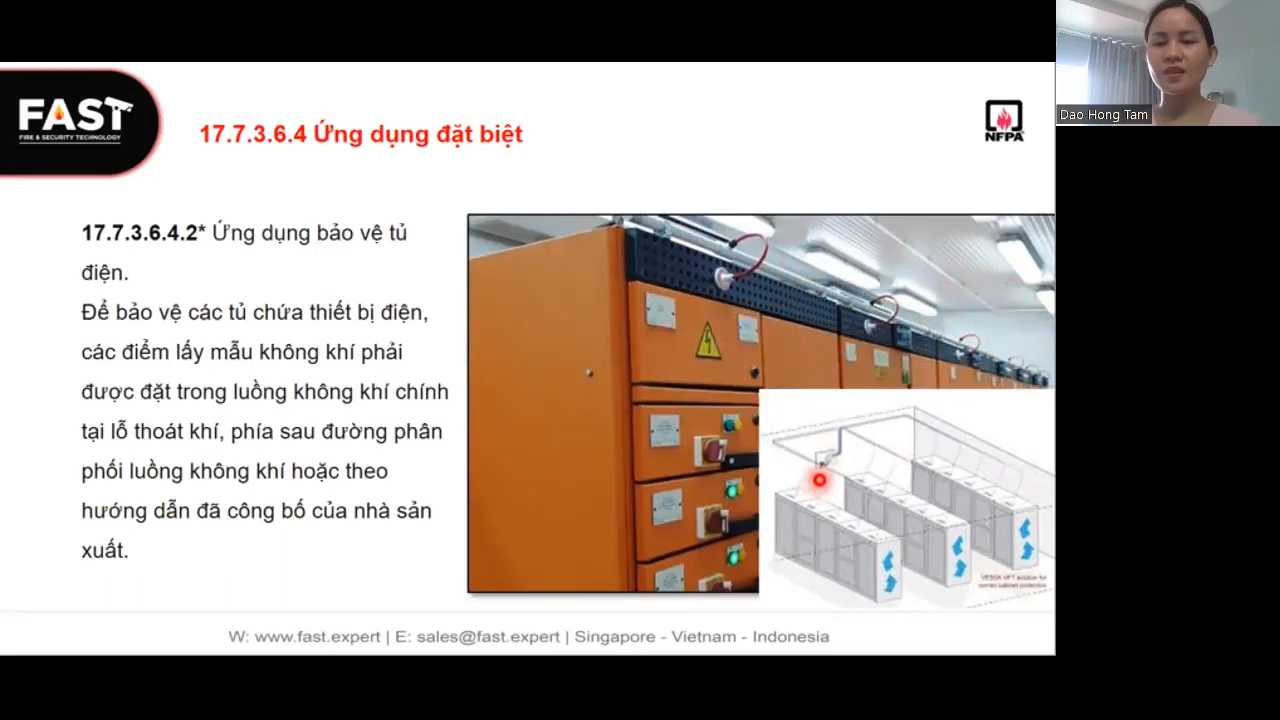 FAST
FIRE & SECURITY TECHNOLOGY
17.7.3.6.4 Ứng dụng đặt biệt
NFPA
Dao Hong Tam
17.7.3.6.4.2* Ứng dụng bảo vệ tủ
điện.
Để bảo vệ các tủ chứa thiết bị điện,
các điểm lấy mẫu không khí phải
được đặt trong luồng không khí chính
tại lỗ thoát khí, phía sau đường phân
phối luồng không khí hoặc theo
hướng dẫn đã công bố của nhà sản
xuất.
W: www.fast.expert | E: sales@fast.expert | Singapore - Vietnam - Indonesia